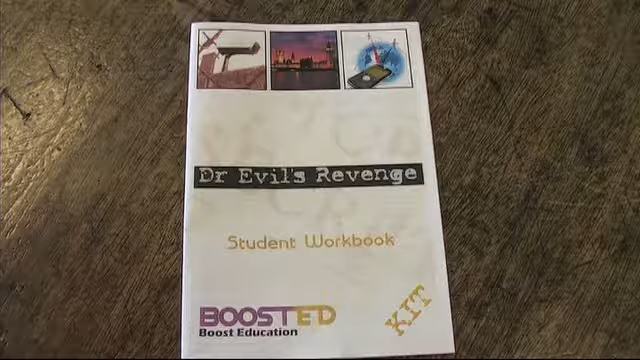 Dr Evil's Revenge
Student Workbook
BOOSTED
Boost Education
KIT